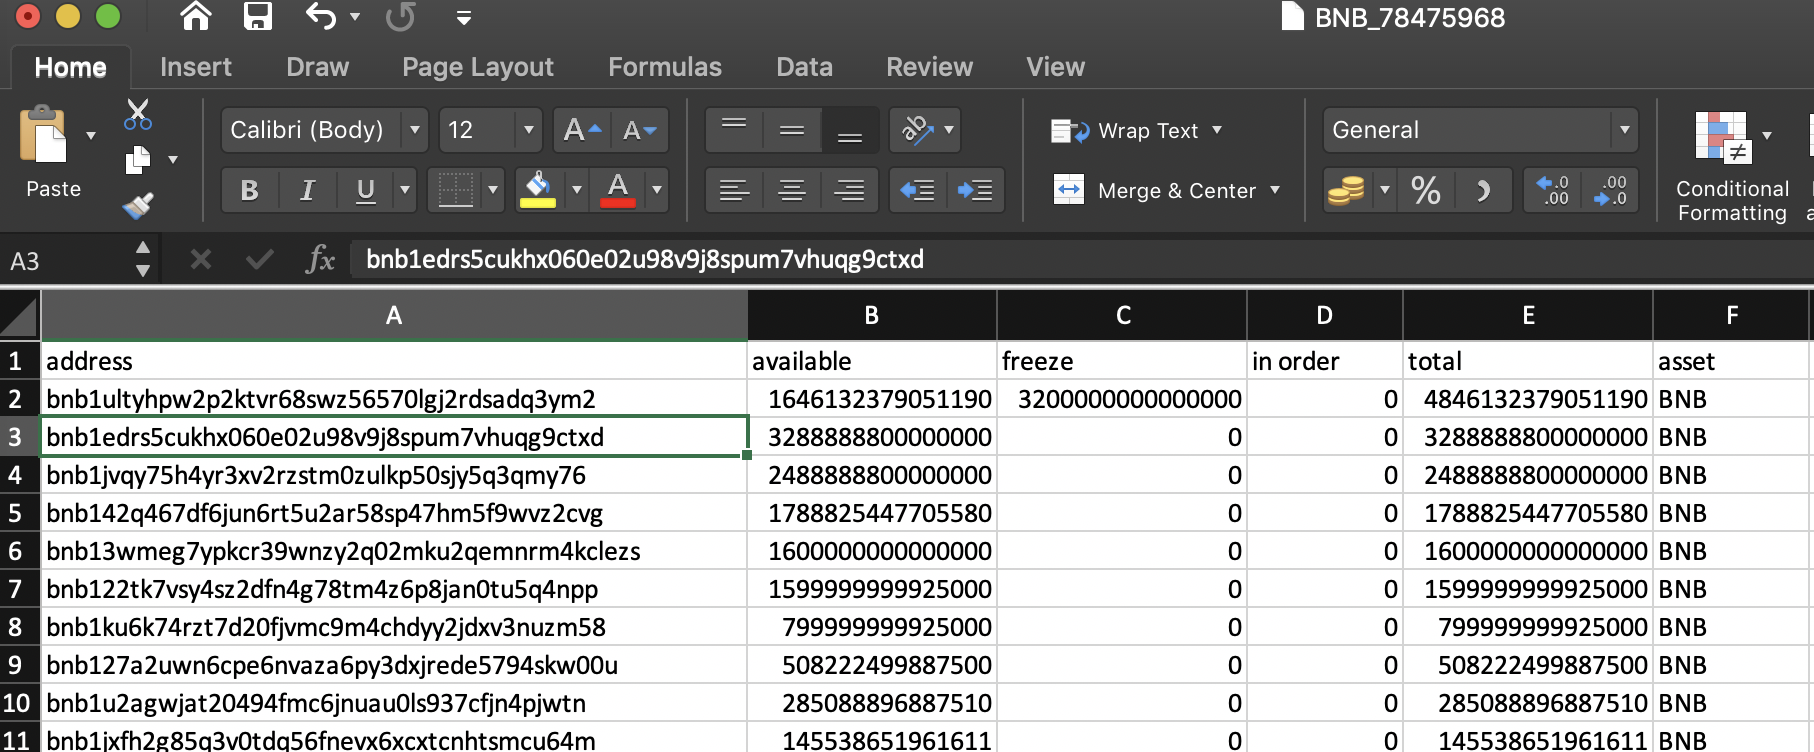 BNB_78475968
Home Insert Draw Page Layout Formulas Data Review View
Paste
Calibri (Body) 12 A A
B I U A
ab
Wrap Text
Merge & Center
General
%
Conditional Formatting
A3 fx bnb1edrs5cukhx060e02u98v9j8spum7vhuqg9ctxd
A B C D E F
1 address available freeze in order total asset
2 bnb1ultyhpw2p2ktvr68swz56570lgj2rdsadq3ym2 1646132379051190 3200000000000000 0 4846132379051190 BNB
3 bnb1edrs5cukhx060e02u98v9j8spum7vhuqg9ctxd 3288888800000000 0 0 3288888800000000 BNB
4 bnb1jvqy75h4yr3xv2rzstm0zulkp50sjy5q3qmy76 2488888800000000 0 0 2488888800000000 BNB
5 bnb142q467df6jun6rt5u2ar58sp47hm5f9wvz2cvg 1788825447705580 0 0 1788825447705580 BNB
6 bnb13wmeg7ypkcr39wnzy2q02mku2qemnrm4kclezs 1600000000000000 0 0 1600000000000000 BNB
7 bnb122tk7vsy4sz2dfn4g78tm4z6p8jan0tu5q4npp 1599999999925000 0 0 1599999999925000 BNB
8 bnb1ku6k74rzt7d20fjvmc9m4chdyy2jdxv3nuzm58 799999999925000 0 0 799999999925000 BNB
9 bnb127a2uwn6cpe6nvaza6py3dxjrede5794skw00u 508222499887500 0 0 508222499887500 BNB
10 bnb1u2agwjat20494fmc6jnuau0ls937cfjn4pjwtn 285088896887510 0 0 285088896887510 BNB
11 bnb1jxfh2g85q3v0tdq56fnevx6xcxtcnhtsmcu64m 145538651961611 0 0 145538651961611 BNB